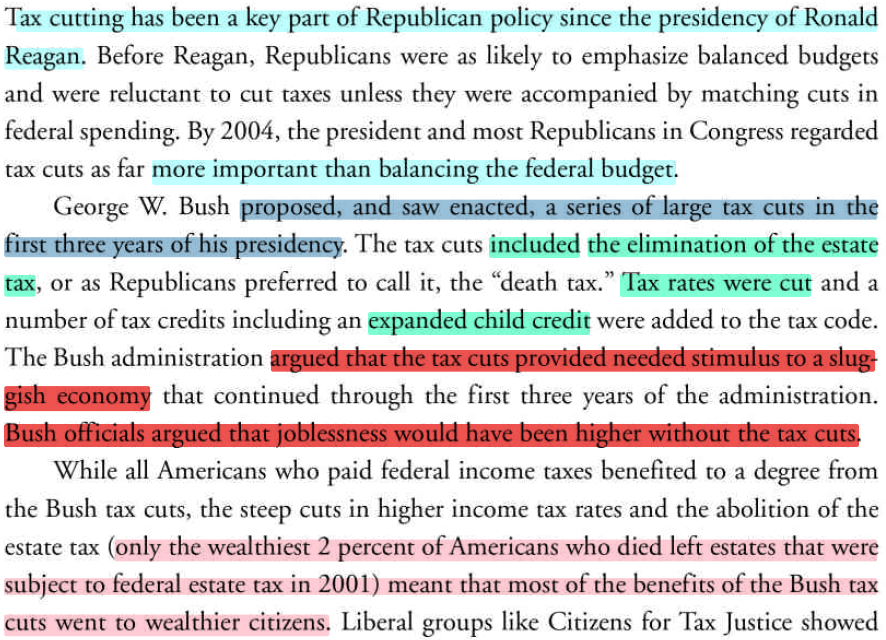 Tax cutting has been a key part of Republican policy since the presidency of Ronald
Reagan. Before Reagan, Republicans were as likely to emphasize balanced budgets
and were reluctant to cut taxes unless they were accompanied by matching cuts in
federal spending. By 2004, the president and most Republicans in Congress regarded
tax cuts as far more important than balancing the federal budget.
George W. Bush proposed, and saw enacted, a series of large tax cuts in the
first three years of his presidency. The tax cuts included the elimination of the estate
tax, or as Republicans preferred to call it, the “death tax.” Tax rates were cut and a
number of tax credits including an expanded child credit were added to the tax code.
The Bush administration argued that the tax cuts provided needed stimulus to a slug-
gish economy that continued through the first three years of the administration.
Bush officials argued that joblessness would have been higher without the tax cuts.
While all Americans who paid federal income taxes benefited to a degree from
the Bush tax cuts, the steep cuts in higher income tax rates and the abolition of the
estate tax (only the wealthiest 2 percent of Americans who died left estates that were
subject to federal estate tax in 2001) meant that most of the benefits of the Bush tax
cuts went to wealthier citizens. Liberal groups like Citizens for Tax Justice showed